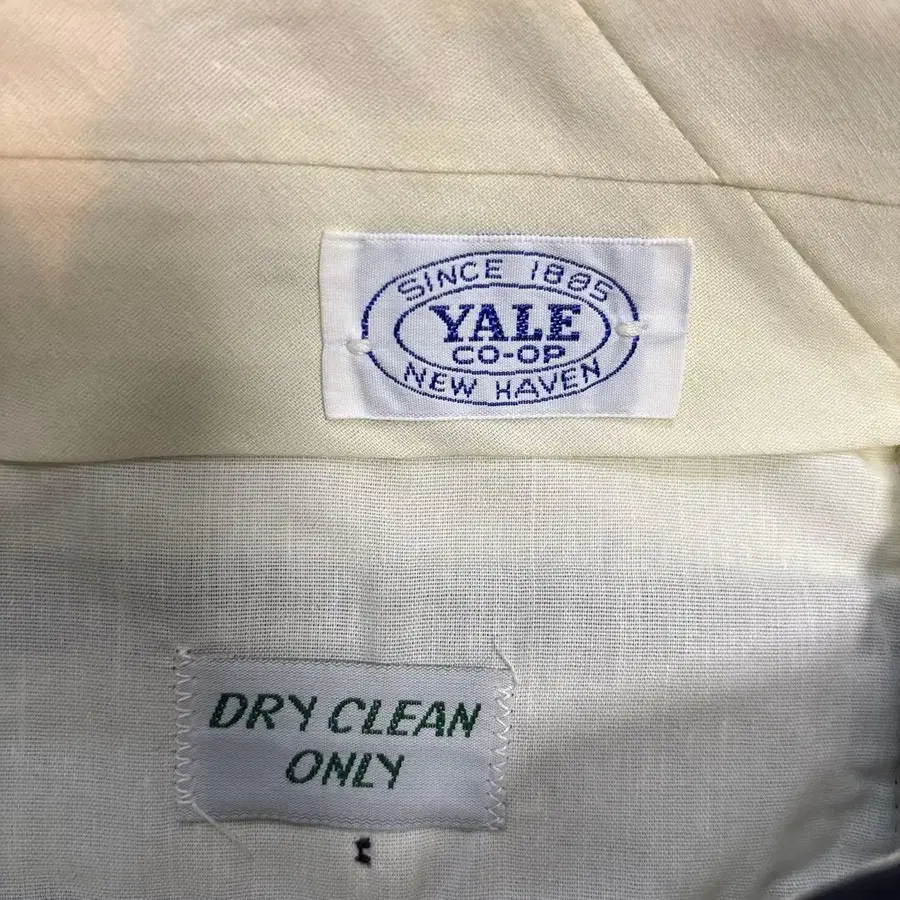 SINCE 1885
YALE
CO-OP
NEW HAVEN
DRY CLEAN
ONLY